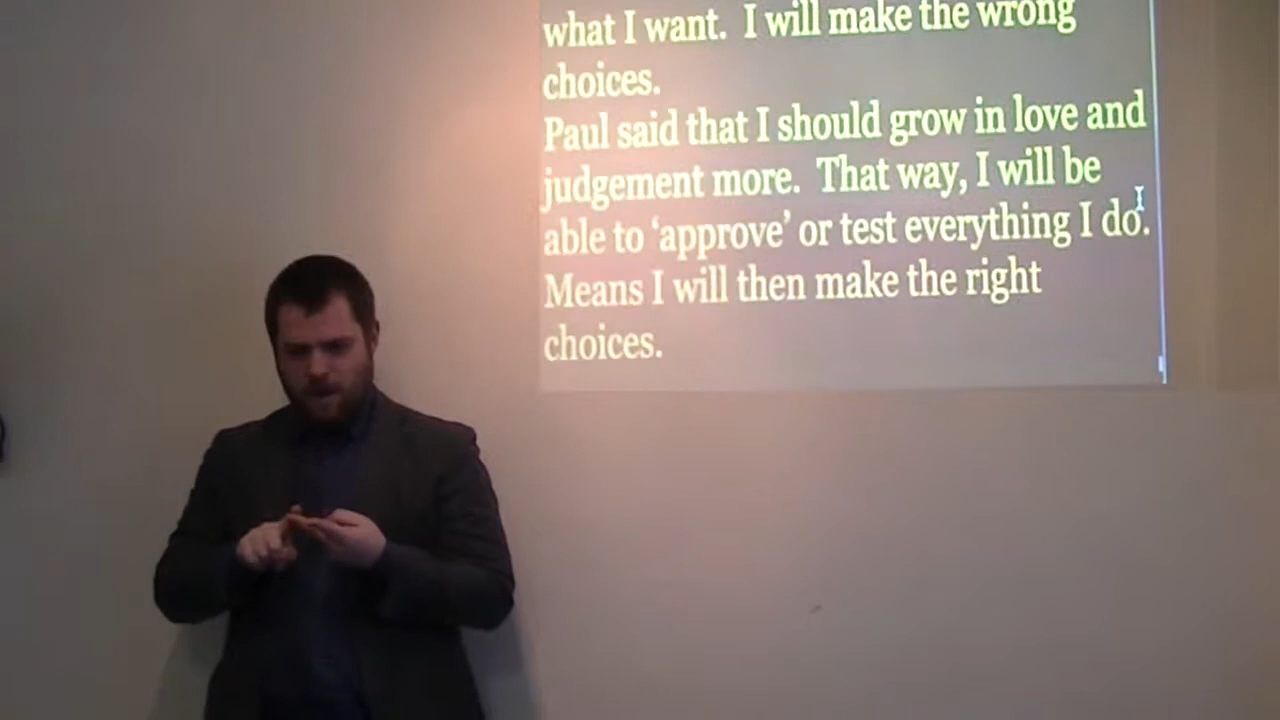 what I want.  I will make the wrong
choices.
Paul said that I should grow in love and
judgement more.  That way, I will be
able to ‘approve’ or test everything I do.
Means I will then make the right
choices.